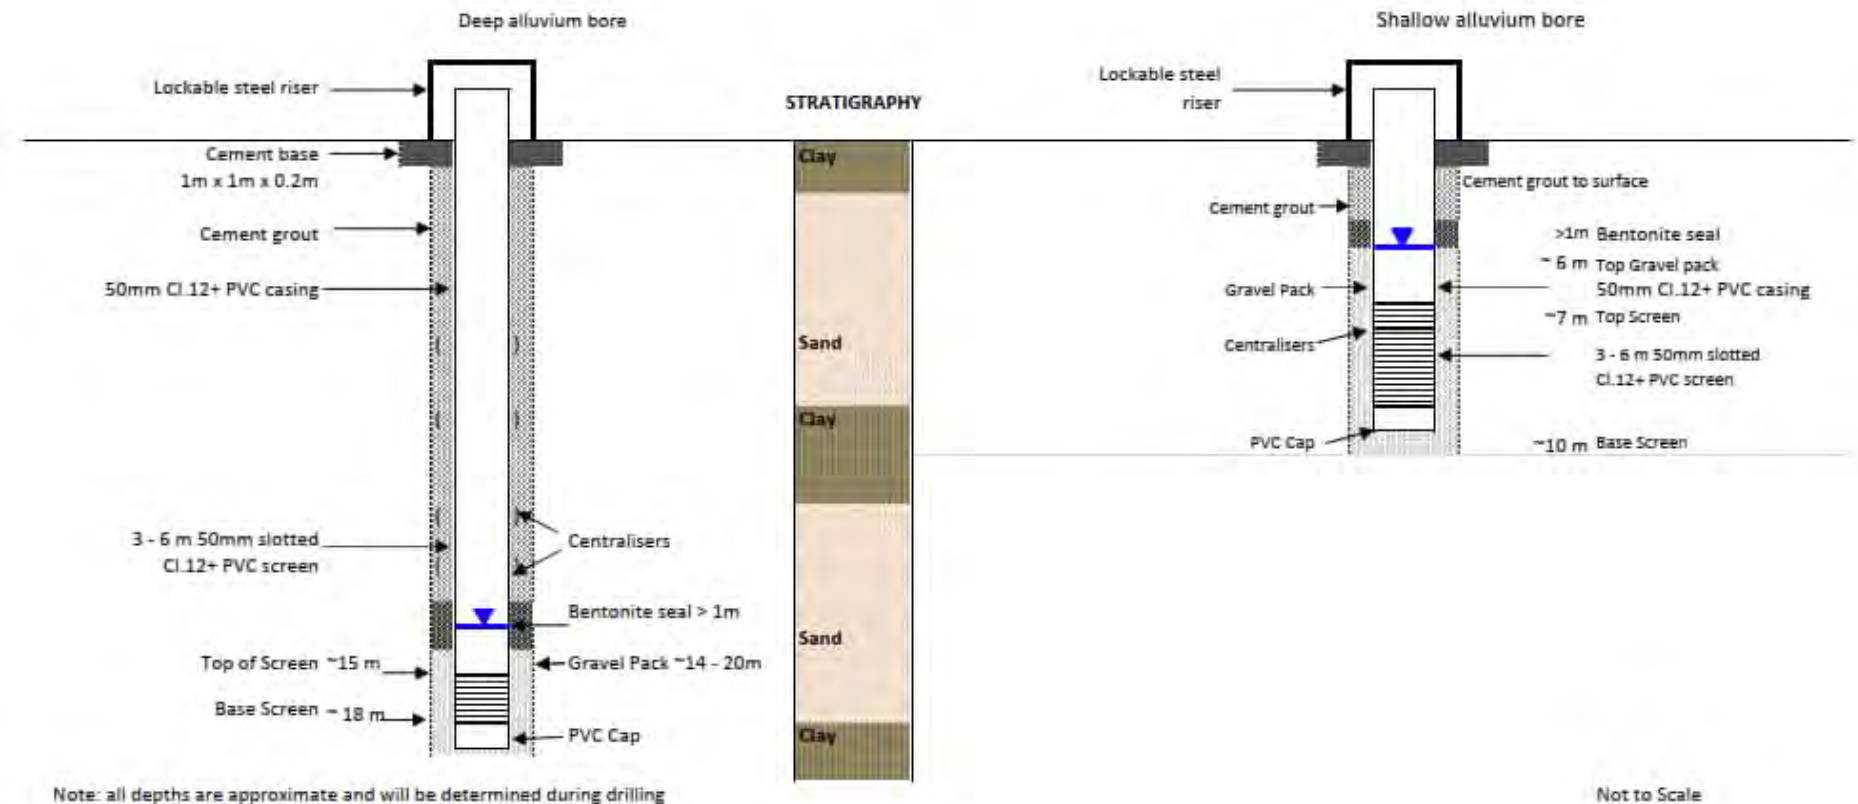 Deep alluvium bore
Shallow alluvium bore
Lockable steel riser
STRATIGRAPHY
Lockable steel
riser
Cement base
1m x 1m x 0.2m
Cement grout
50mm Cl.12+ PVC casing
3 - 6 m 50mm slotted
Cl.12+ PVC screen
Centralisers
Bentonite seal > 1m
Top of Screen ~15 m
Gravel Pack ~14 - 20m
Base Screen ~ 18 m
PVC Cap
Clay
Sand
Clay
Sand
Clay
Cement grout to surface
Cement grout
>1m Bentonite seal
~ 6 m Top Gravel pack
Gravel Pack
50mm Cl.12+ PVC casing
~7 m Top Screen
Centralisers
3 - 6 m 50mm slotted
Cl.12+ PVC screen
PVC Cap
~10 m Base Screen
Note: all depths are approximate and will be determined during drilling
Not to Scale